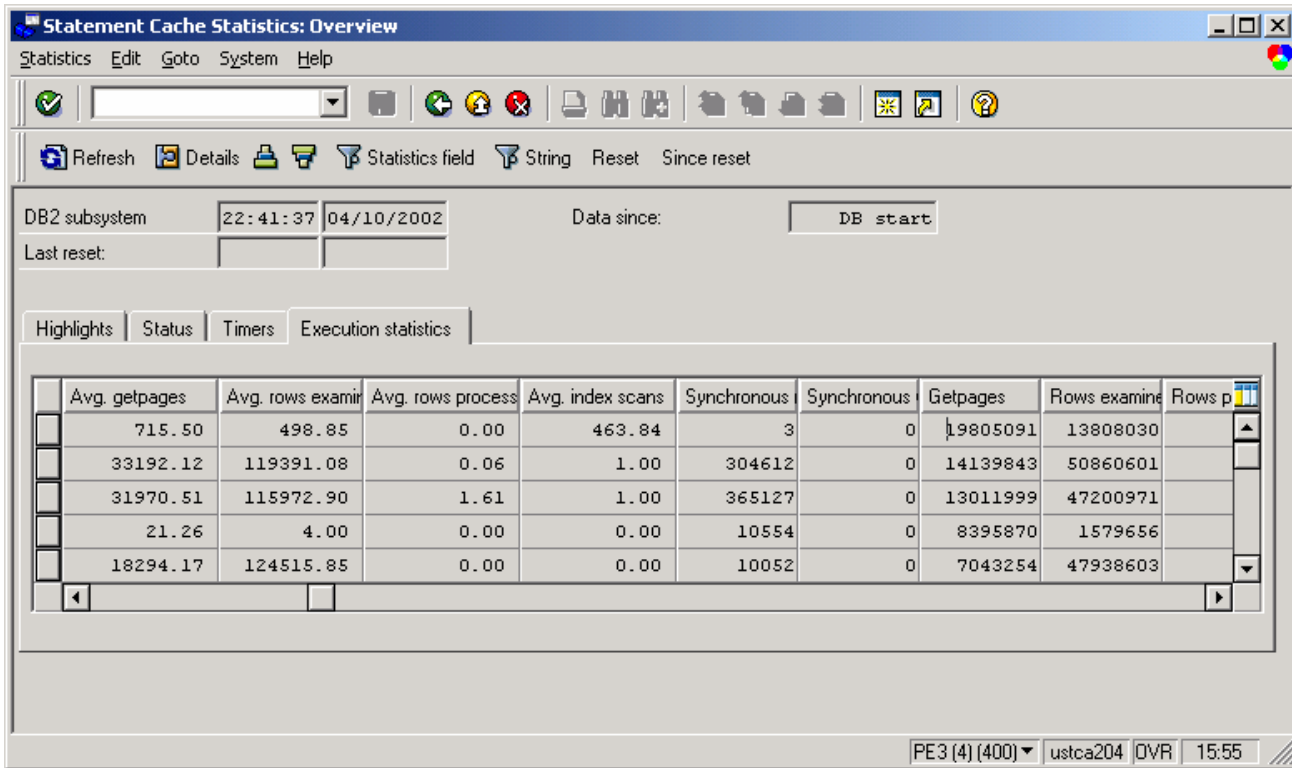 Statement Cache Statistics: Overview
Statistics Edit Goto System Help
Refresh Details Statistics field String Reset Since reset
DB2 subsystem 22:41:37 04/10/2002 Data since: DB start
Last reset:
Highlights Status Timers Execution statistics
Avg. getpages Avg. rows examin Avg. rows process Avg. index scans Synchronous Synchronous Getpages Rows examine Rows p
715.50 498.85 0.00 463.84 3 0 19805091 13808030
33192.12 119391.08 0.06 1.00 304612 0 14139843 50860601
31970.51 115972.90 1.61 1.00 365127 0 13011999 47200971
21.26 4.00 0.00 0.00 10554 0 8395870 1579656
18294.17 124515.85 0.00 0.00 10052 0 7043254 47938603
PE3 (4) (400) ustca204 OVR 15:55